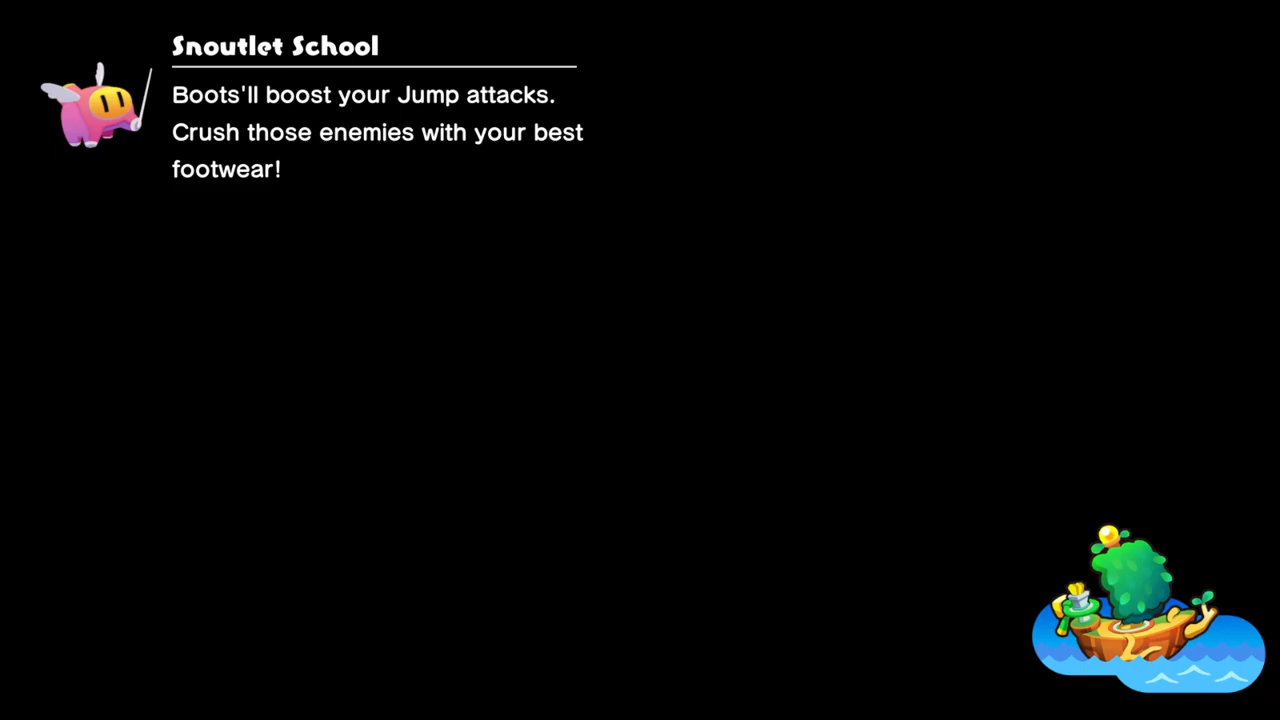 Snoutlet School
Boots'll boost your Jump attacks.
Crush those enemies with your best
footwear!